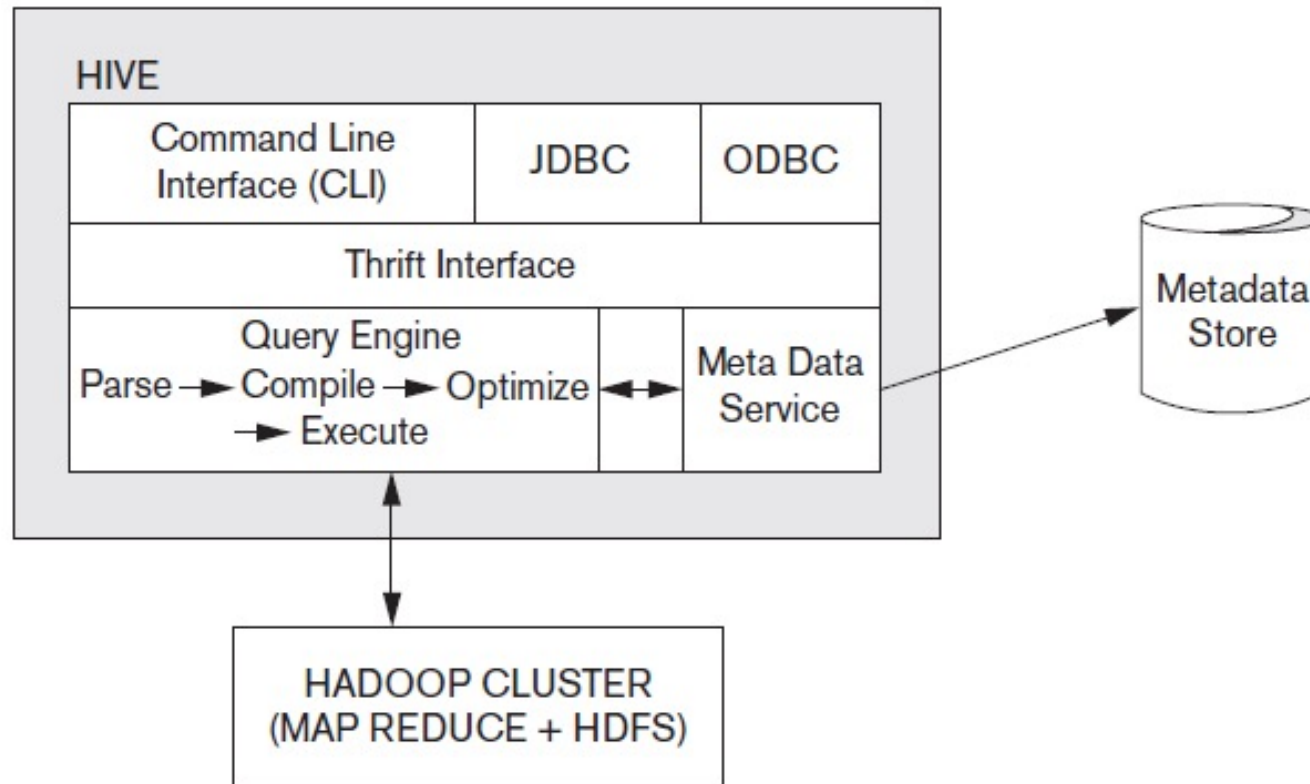 HIVE
Command Line
Interface (CLI)
JDBC
ODBC
Thrift Interface
Query Engine
Parse Compile Optimize
Execute
Meta Data
Service
Metadata
Store
HADOOP CLUSTER
(MAP REDUCE + HDFS)